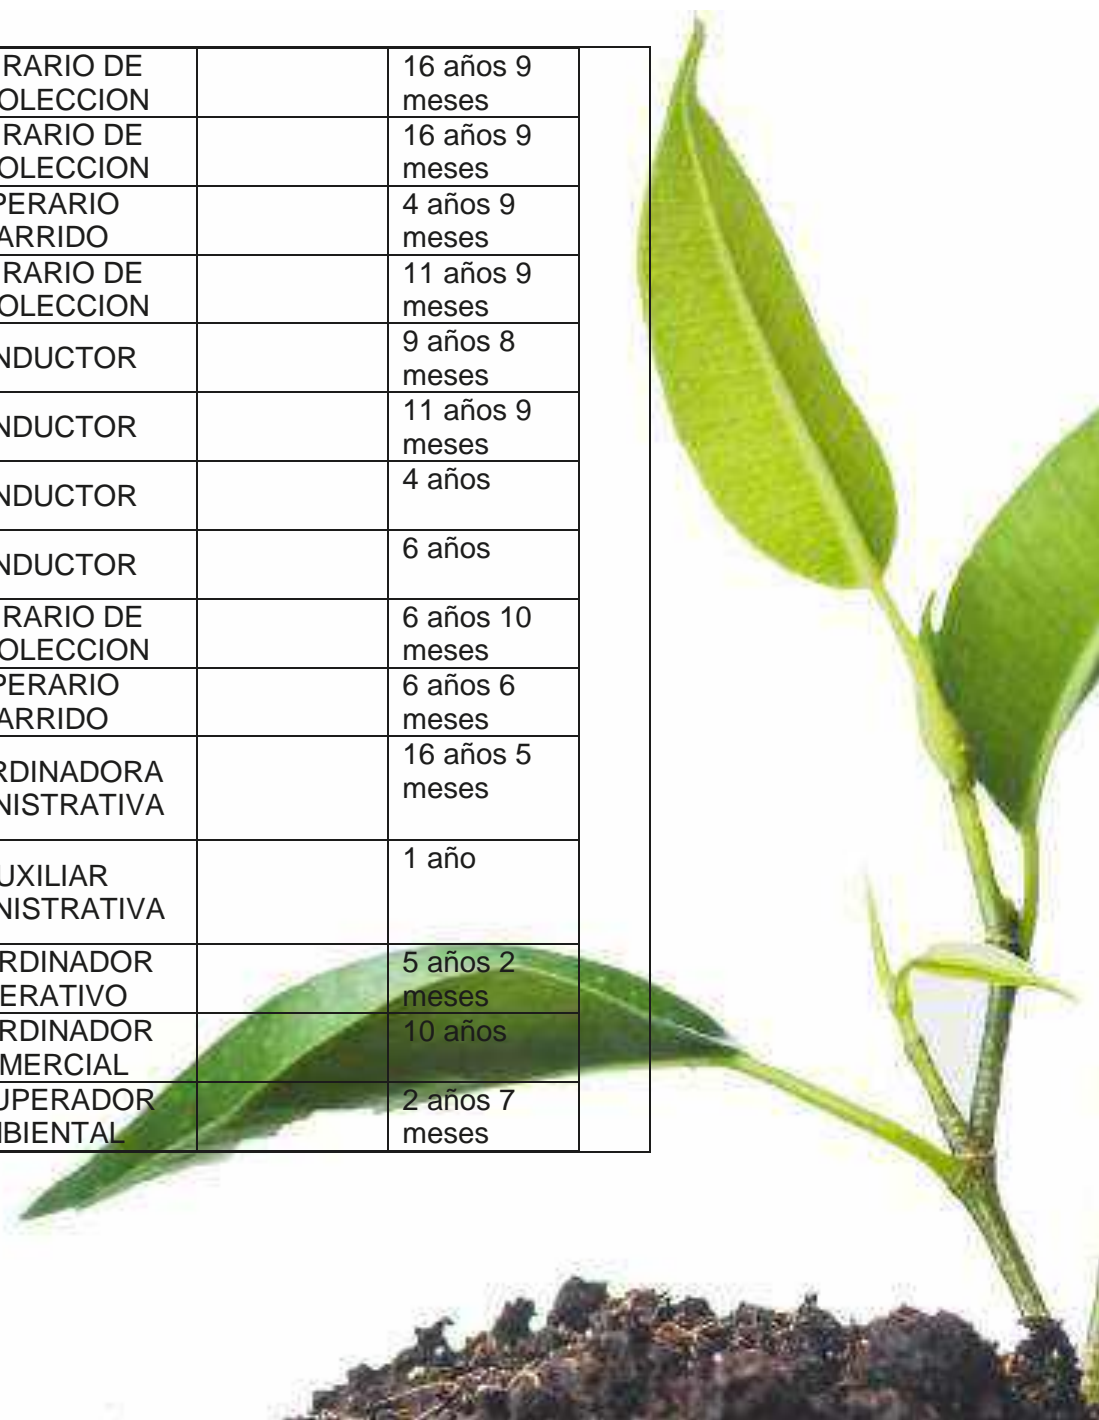 RARIO DE
OLECCION
16 años 9
meses
RARIO DE
OLECCION
16 años 9
meses
PERARIO
ARRIDO
4 años 9
meses
RARIO DE
OLECCION
11 años 9
meses
NDUCTOR
9 años 8
meses
NDUCTOR
11 años 9
meses
NDUCTOR
4 años
NDUCTOR
6 años
RARIO DE
OLECCION
6 años 10
meses
PERARIO
ARRIDO
6 años 6
meses
RDINADORA
NISTRATIVA
16 años 5
meses
UXILIAR
NISTRATIVA
1 año
RDINADOR
ERATIVO
5 años 2
meses
RDINADOR
MERCIAL
10 años
UPERADOR
MBIENTAL
2 años 7
meses